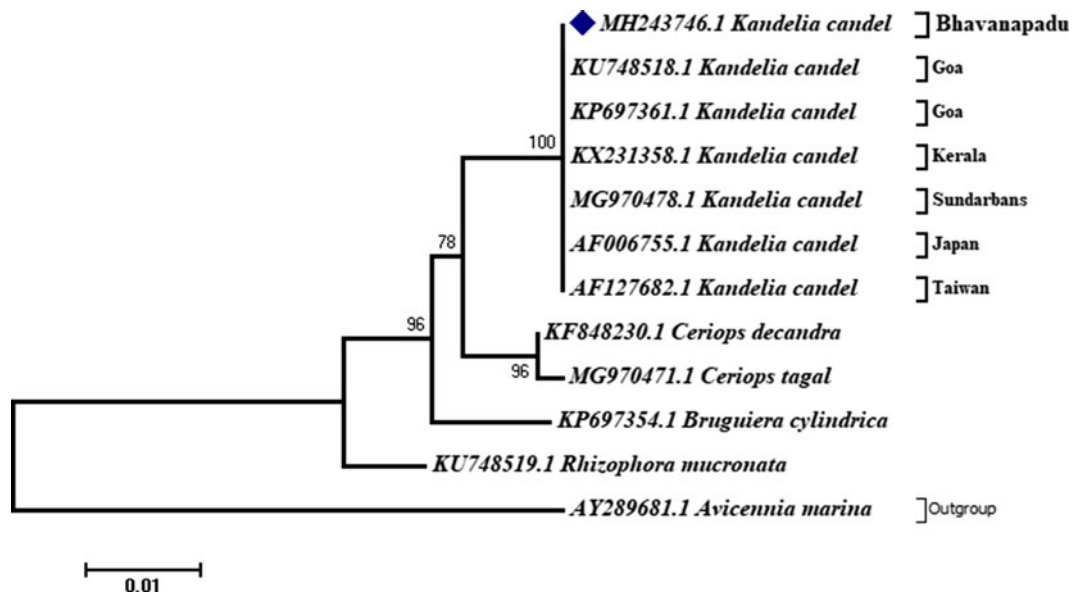 MH243746.1 Kandelia candel Bhavanapadu
KU748518.1 Kandelia candel Goa
KP697361.1 Kandelia candel Goa
100
KX231358.1 Kandelia candel Kerala
MG970478.1 Kandelia candel Sundarbans
78
AF006755.1 Kandelia candel Japan
AF127682.1 Kandelia candel Taiwan
96
KF848230.1 Ceriops decandra
96
MG970471.1 Ceriops tagal
KP697354.1 Bruguiera cylindrica
KU748519.1 Rhizophora mucronata
AY289681.1 Avicennia marina Outgroup
0.01